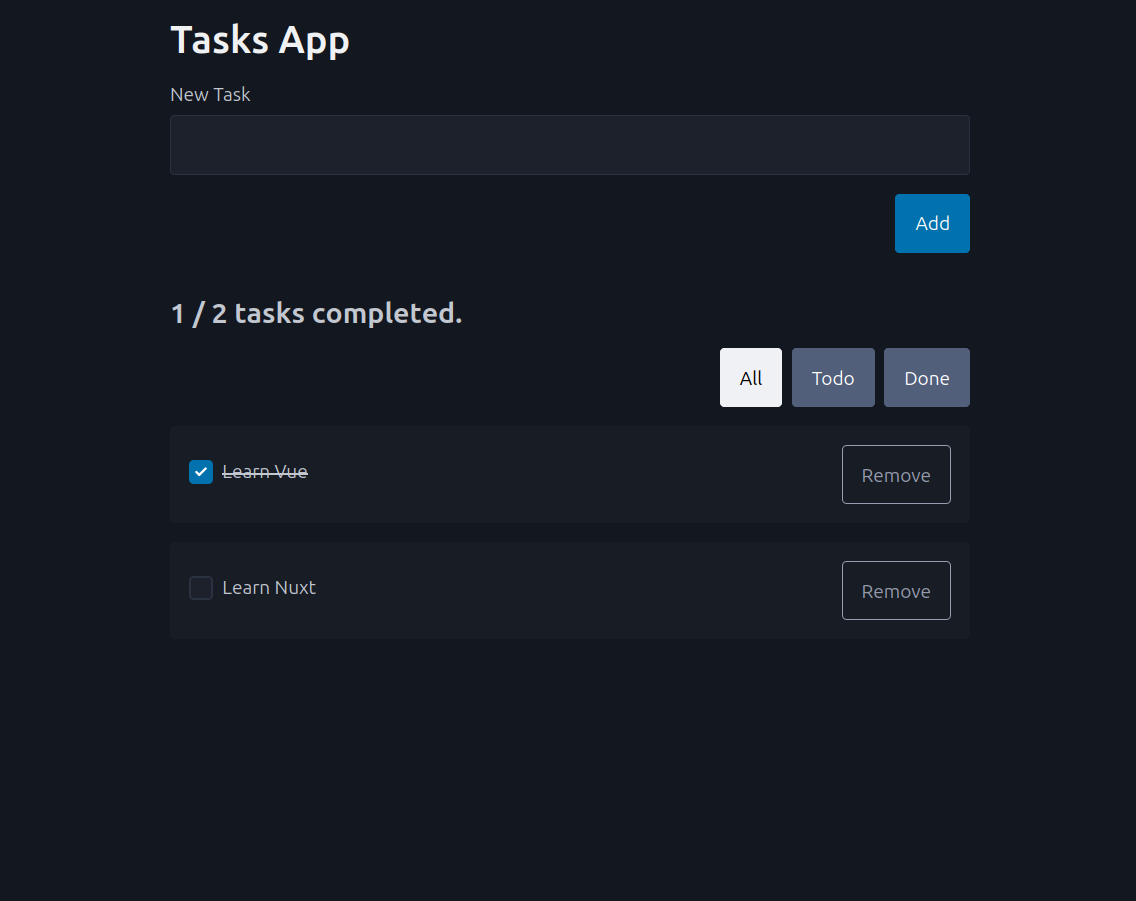 Tasks App
New Task
Add
1 / 2 tasks completed.
All Todo Done
Learn Vue Remove
Learn Nuxt Remove